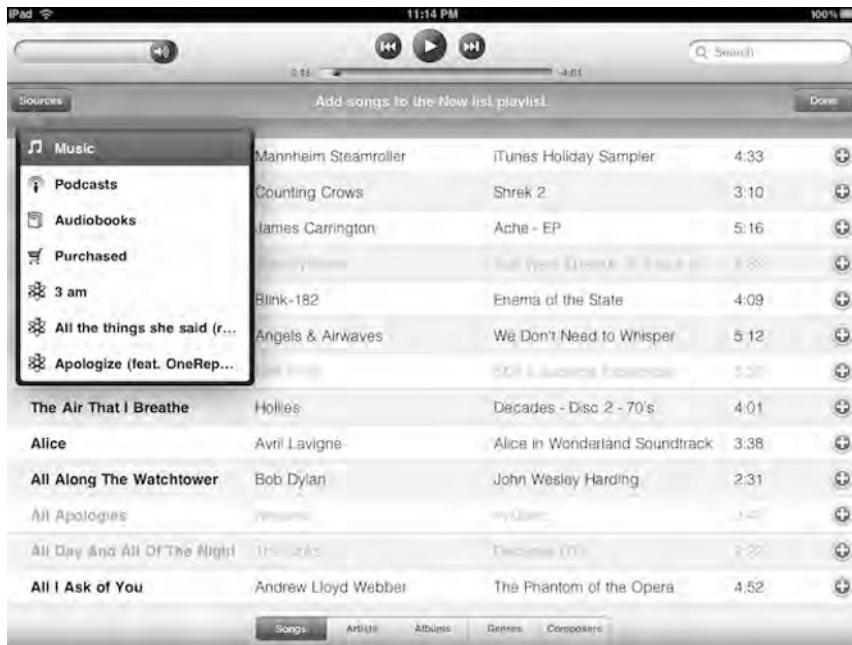 iPad 11:14 PM 100%
Search
Sources Add songs to the New list playlist Done
Music
Podcasts
Audiobooks
Purchased
3 am
All the things she said (r...
Apologize (feat. OneRep...
Mannheim Steamroller iTunes Holiday Sampler 4:33
Counting Crows Shrek 2 3:10
James Carrington Ache - EP 5:16
Blink-182 Enema of the State 4:09
Angels & Airwaves We Don't Need to Whisper 5:12
The Air That I Breathe Hollies Decades - Disc 2 - 70's 4:01
Alice Avril Lavigne Alice in Wonderland Soundtrack 3:38
All Along The Watchtower Bob Dylan John Wesley Harding 2:31
All Apologies
All Day And All Of The Night
All I Ask of You Andrew Lloyd Webber The Phantom of the Opera 4:52
Songs Artists Albums Genres Composers